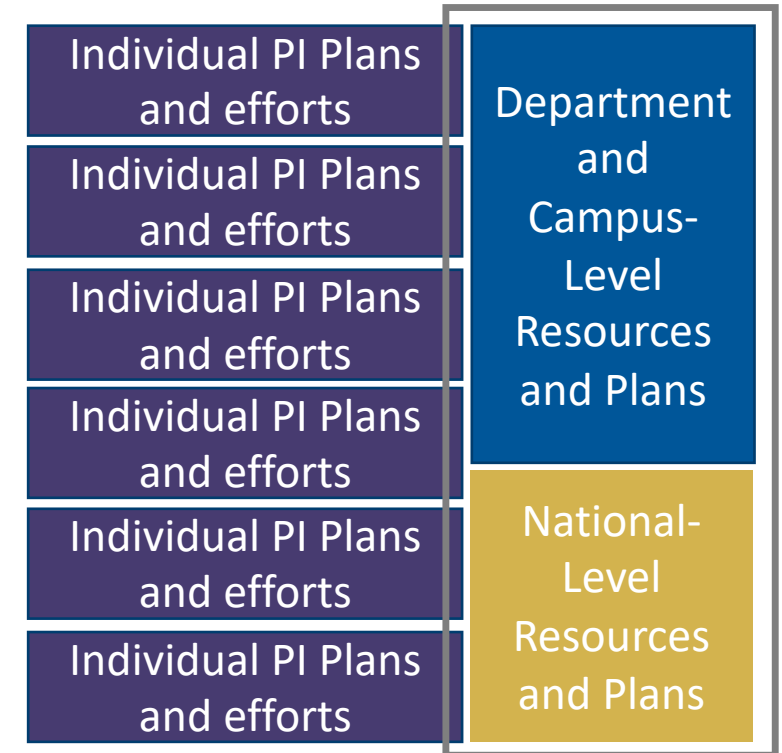 Individual PI Plans
and efforts
Individual PI Plans
and efforts
Individual PI Plans
and efforts
Individual PI Plans
and efforts
Individual PI Plans
and efforts
Individual PI Plans
and efforts
Department
and
Campus-
Level
Resources
and Plans
National-
Level
Resources
and Plans